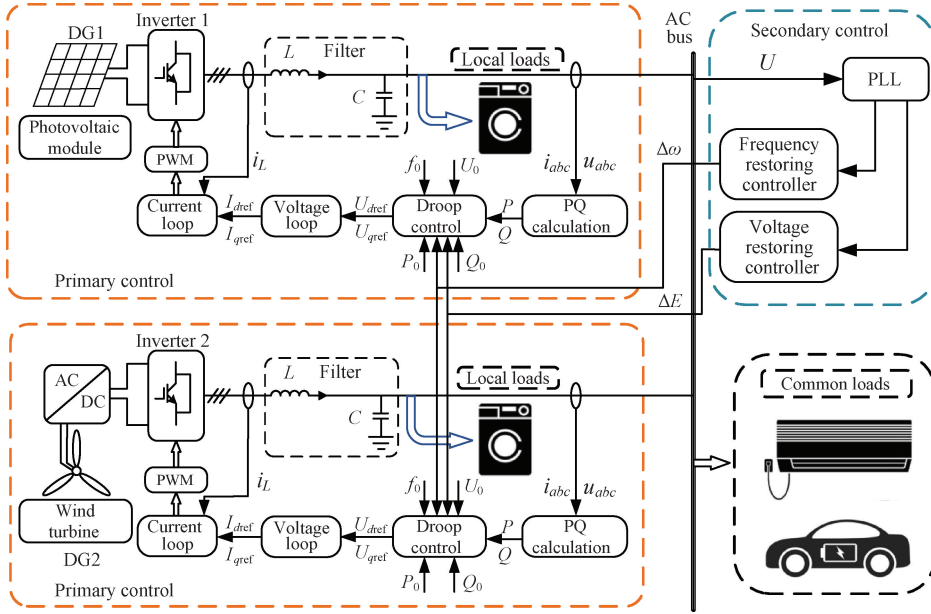 DG1
Inverter 1
L
Filter
C
Local loads
AC
bus
Secondary control
U
PLL
Photovoltaic
module
PWM
i_L
i_abc
u_abc
Δω
Frequency
restoring
controller
f_0
U_0
Current
loop
I_dref
I_qref
Voltage
loop
U_dref
U_qref
Droop
control
P
Q
PQ
calculation
Voltage
restoring
controller
P_0
Q_0
Primary control
ΔE
Inverter 2
AC
DC
L
Filter
C
Local loads
Common loads
PWM
i_L
i_abc
u_abc
f_0
U_0
Wind
turbine
DG2
Current
loop
I_dref
I_qref
Voltage
loop
U_dref
U_qref
Droop
control
P
Q
PQ
calculation
P_0
Q_0
Primary control